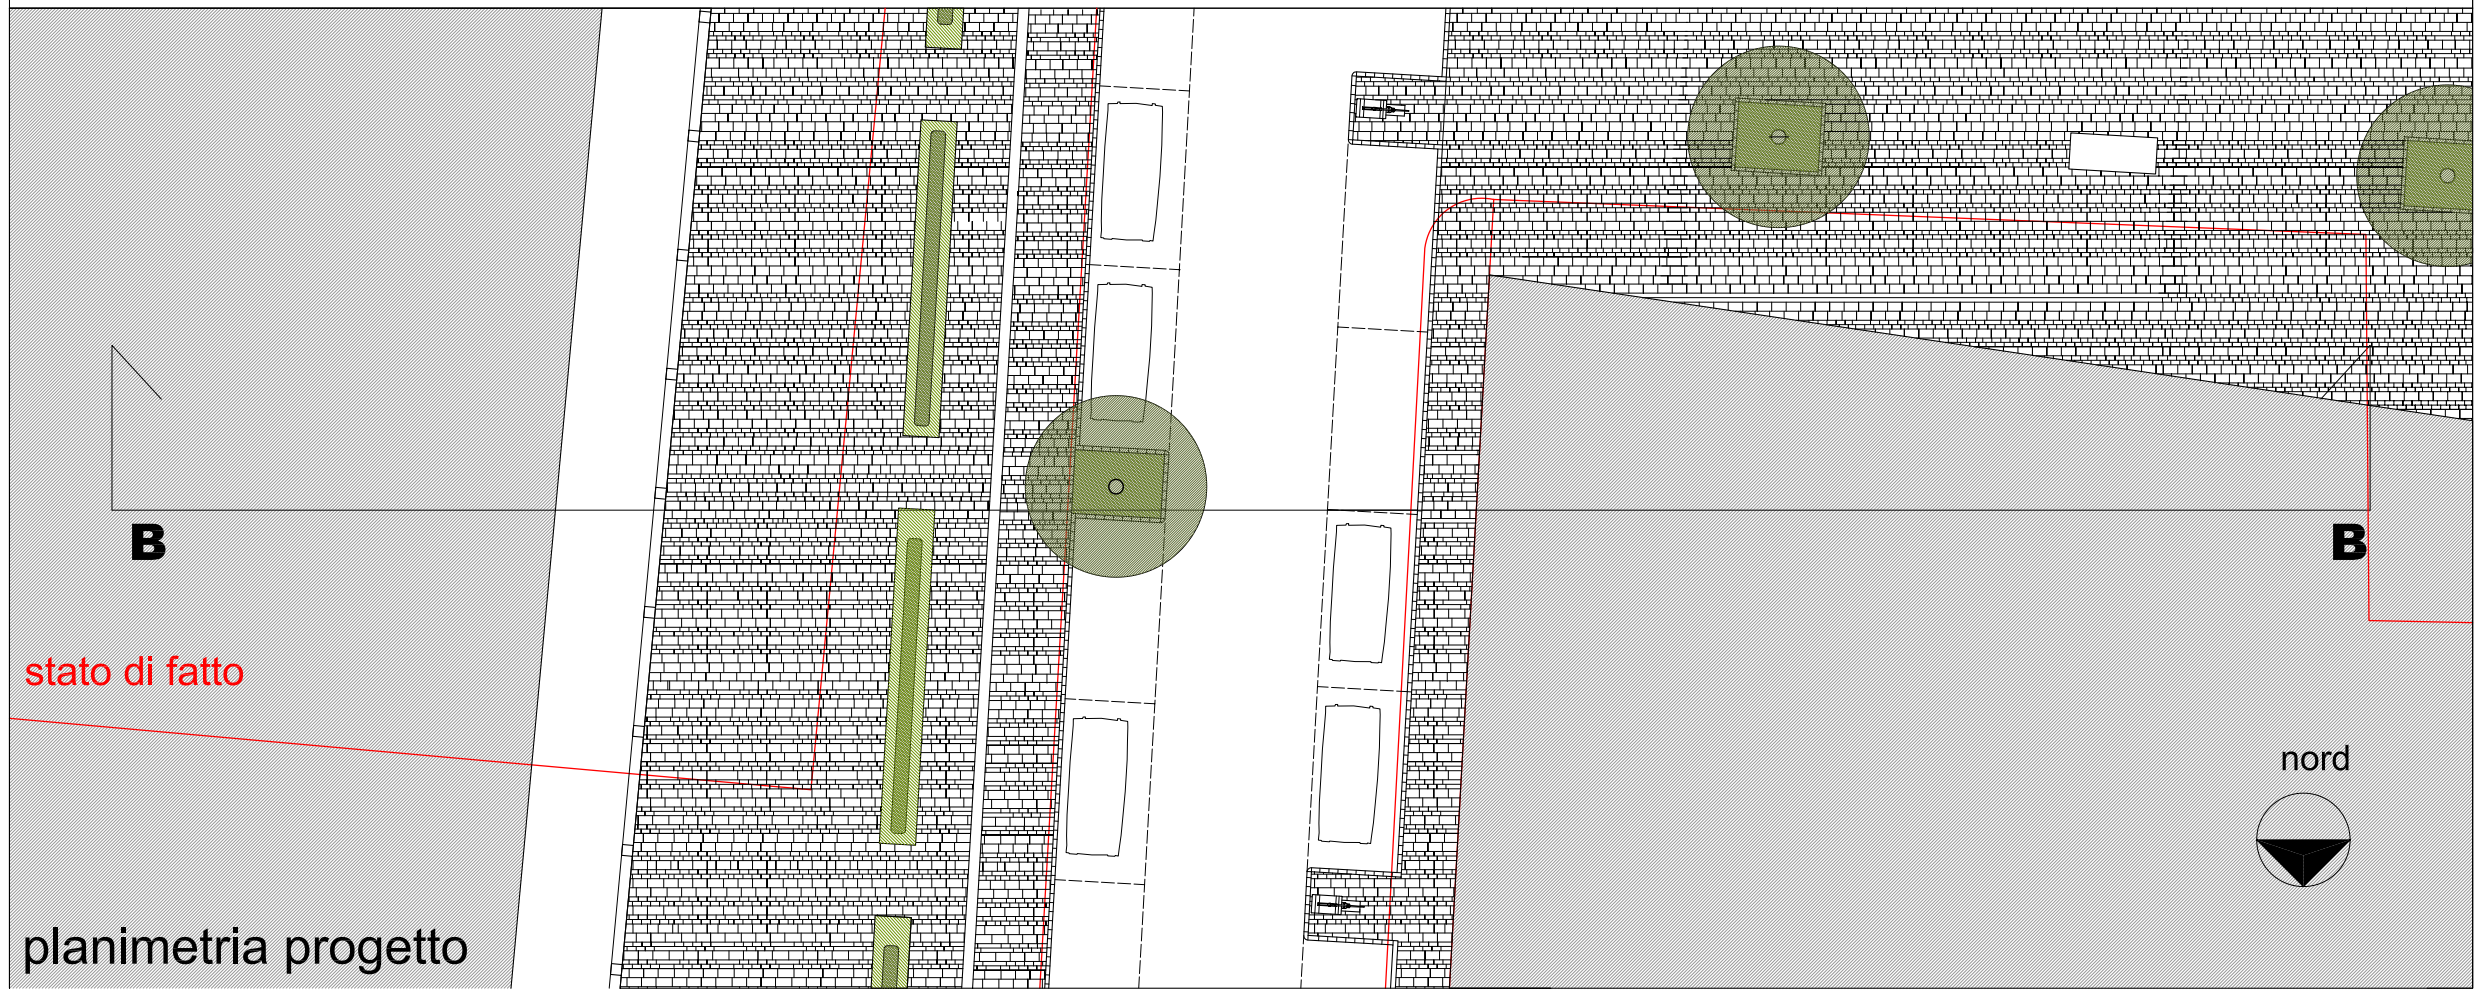 B
B
stato di fatto
nord
planimetria progetto